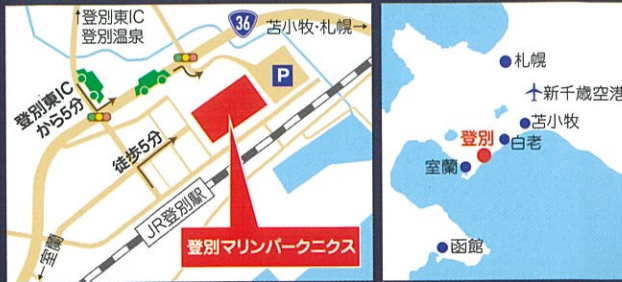 ↑登別東IC
登別温泉
36
苫小牧・札幌→
P
登別東IC
から5分
徒歩5分
JR登別駅
登別マリンパークニクス
←室蘭
札幌
新千歳空港
苫小牧
白老
登別
室蘭
函館